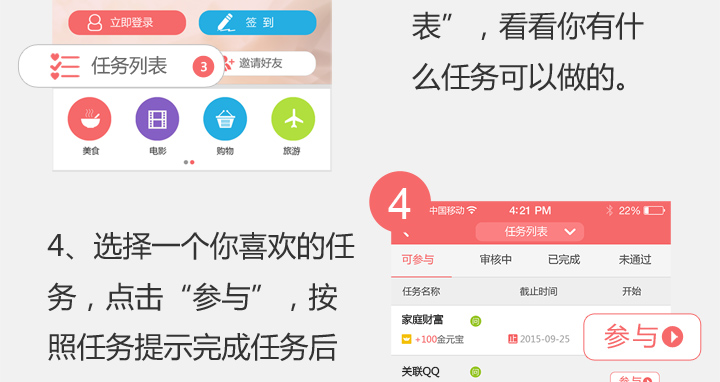 立即登录
签 到
任务列表
3
邀请好友
美食
电影
购物
旅游
表”，看看你有什
么任务可以做的。
4、选择一个你喜欢的任
务，点击“参与”，按
照任务提示完成任务后
4
中国移动
4:21 PM
22%
任务列表
可参与
审核中
已完成
未通过
任务名称
截止时间
开始
家庭财富
问
+100金元宝
止 2015-09-25
参与
关联QQ
问
参与